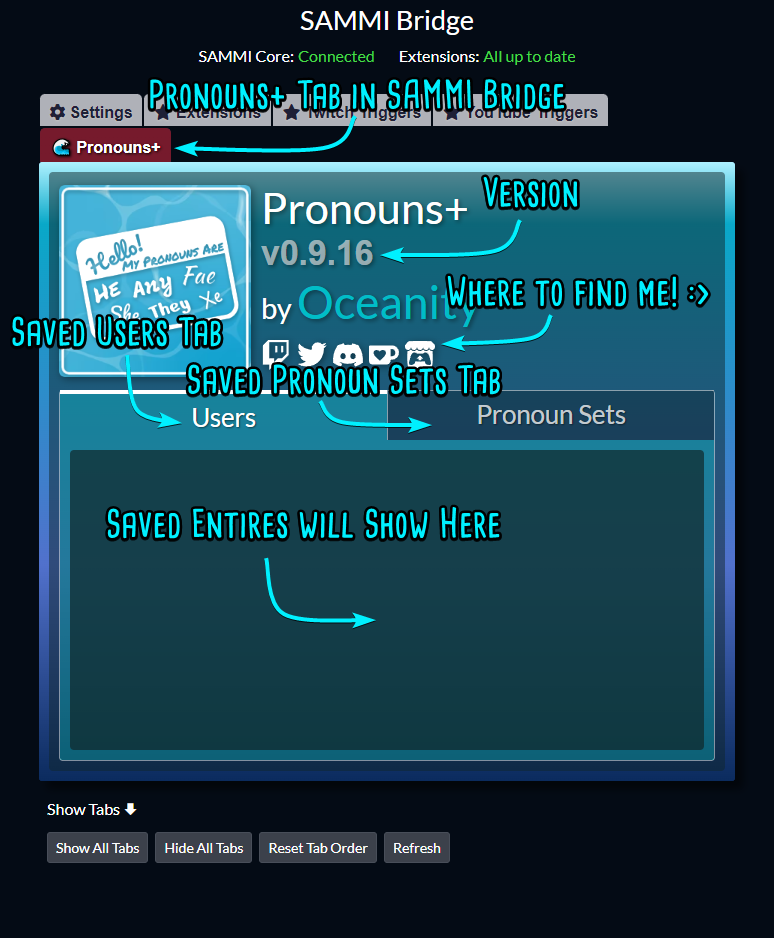 SAMMI Bridge
SAMMI Core: Connected Extensions: All up to date
Pronouns+ Tab in SAMMI Bridge
Settings Extensions Twitch Triggers YouTube Triggers
Pronouns+
Hello!
My Pronouns Are
He Any Fae
She They Xe
Pronouns+
Version
v0.9.16
by Oceanity
Where to find me! :>
Saved Users Tab
Saved Pronoun Sets Tab
Users Pronoun Sets
Saved Entires will Show Here
Show Tabs
Show All Tabs Hide All Tabs Reset Tab Order Refresh